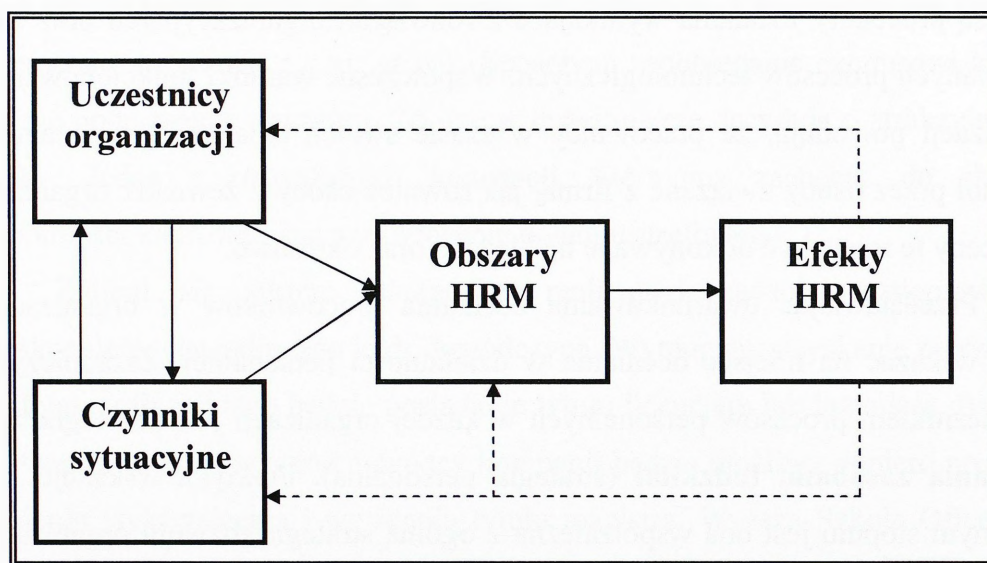 Uczestnicy
organizacji
Obszary
HRM
Efekty
HRM
Czynniki
sytuacyjne